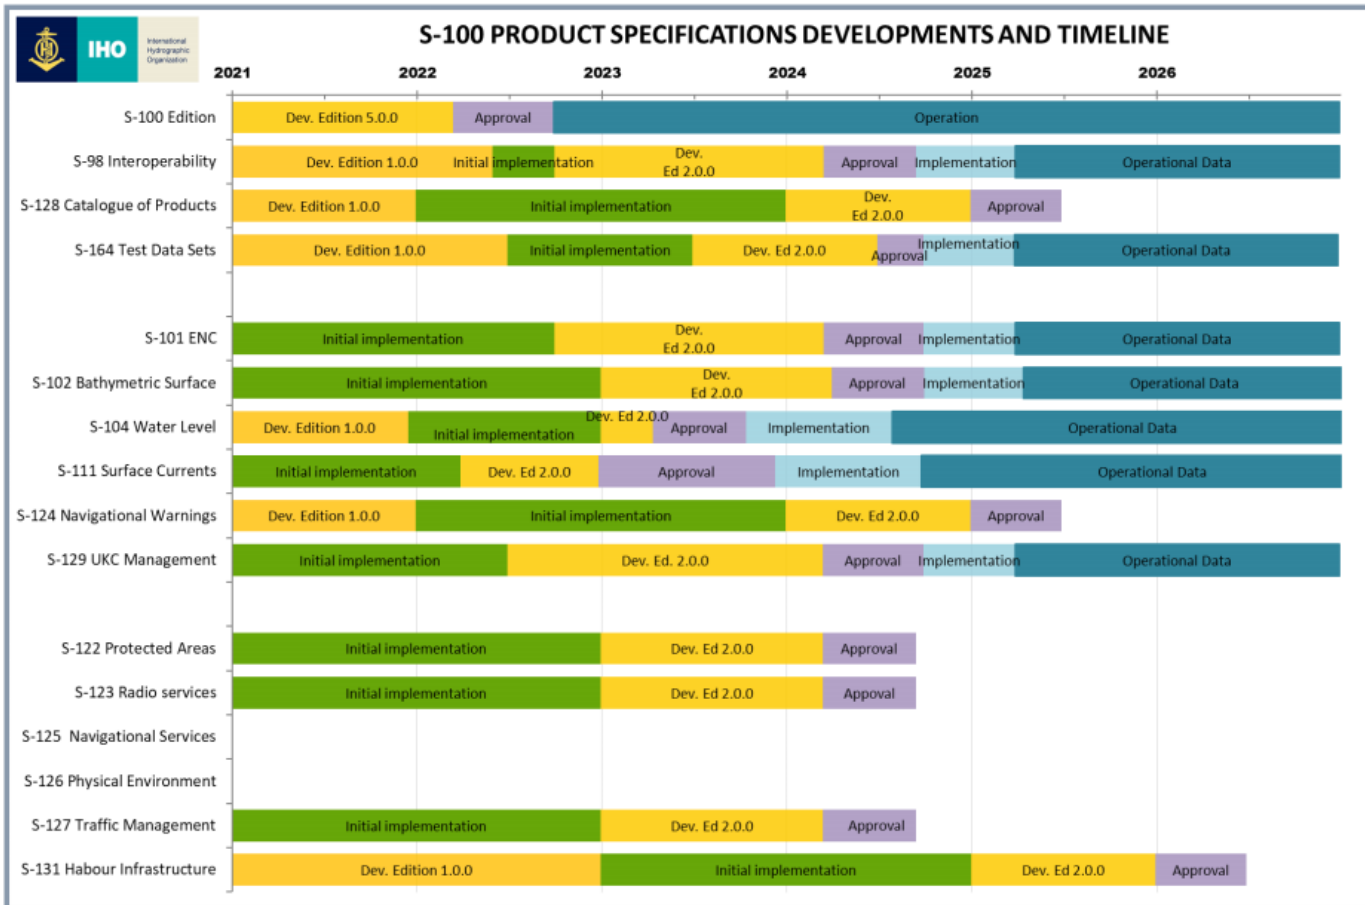 IHO
International
Hydrographic
Organization
S-100 PRODUCT SPECIFICATIONS DEVELOPMENTS AND TIMELINE
2021 2022 2023 2024 2025 2026
S-100 Edition Dev. Edition 5.0.0 Approval Operation
S-98 Interoperability Dev. Edition 1.0.0 Initial implementation Dev. Ed 2.0.0 Approval Implementation Operational Data
S-128 Catalogue of Products Dev. Edition 1.0.0 Initial implementation Dev. Ed 2.0.0 Approval
S-164 Test Data Sets Dev. Edition 1.0.0 Initial implementation Dev. Ed 2.0.0 Approval Implementation Operational Data
S-101 ENC Initial implementation Dev. Ed 2.0.0 Approval Implementation Operational Data
S-102 Bathymetric Surface Initial implementation Dev. Ed 2.0.0 Approval Implementation Operational Data
S-104 Water Level Dev. Edition 1.0.0 Initial implementation Dev. Ed 2.0.0 Approval Implementation Operational Data
S-111 Surface Currents Initial implementation Dev. Ed 2.0.0 Approval Implementation Operational Data
S-124 Navigational Warnings Dev. Edition 1.0.0 Initial implementation Dev. Ed 2.0.0 Approval
S-129 UKC Management Initial implementation Dev. Ed. 2.0.0 Approval Implementation Operational Data
S-122 Protected Areas Initial implementation Dev. Ed 2.0.0 Approval
S-123 Radio services Initial implementation Dev. Ed 2.0.0 Appoval
S-125 Navigational Services
S-126 Physical Environment
S-127 Traffic Management Initial implementation Dev. Ed 2.0.0 Approval
S-131 Habour Infrastructure Dev. Edition 1.0.0 Initial implementation Dev. Ed 2.0.0 Approval